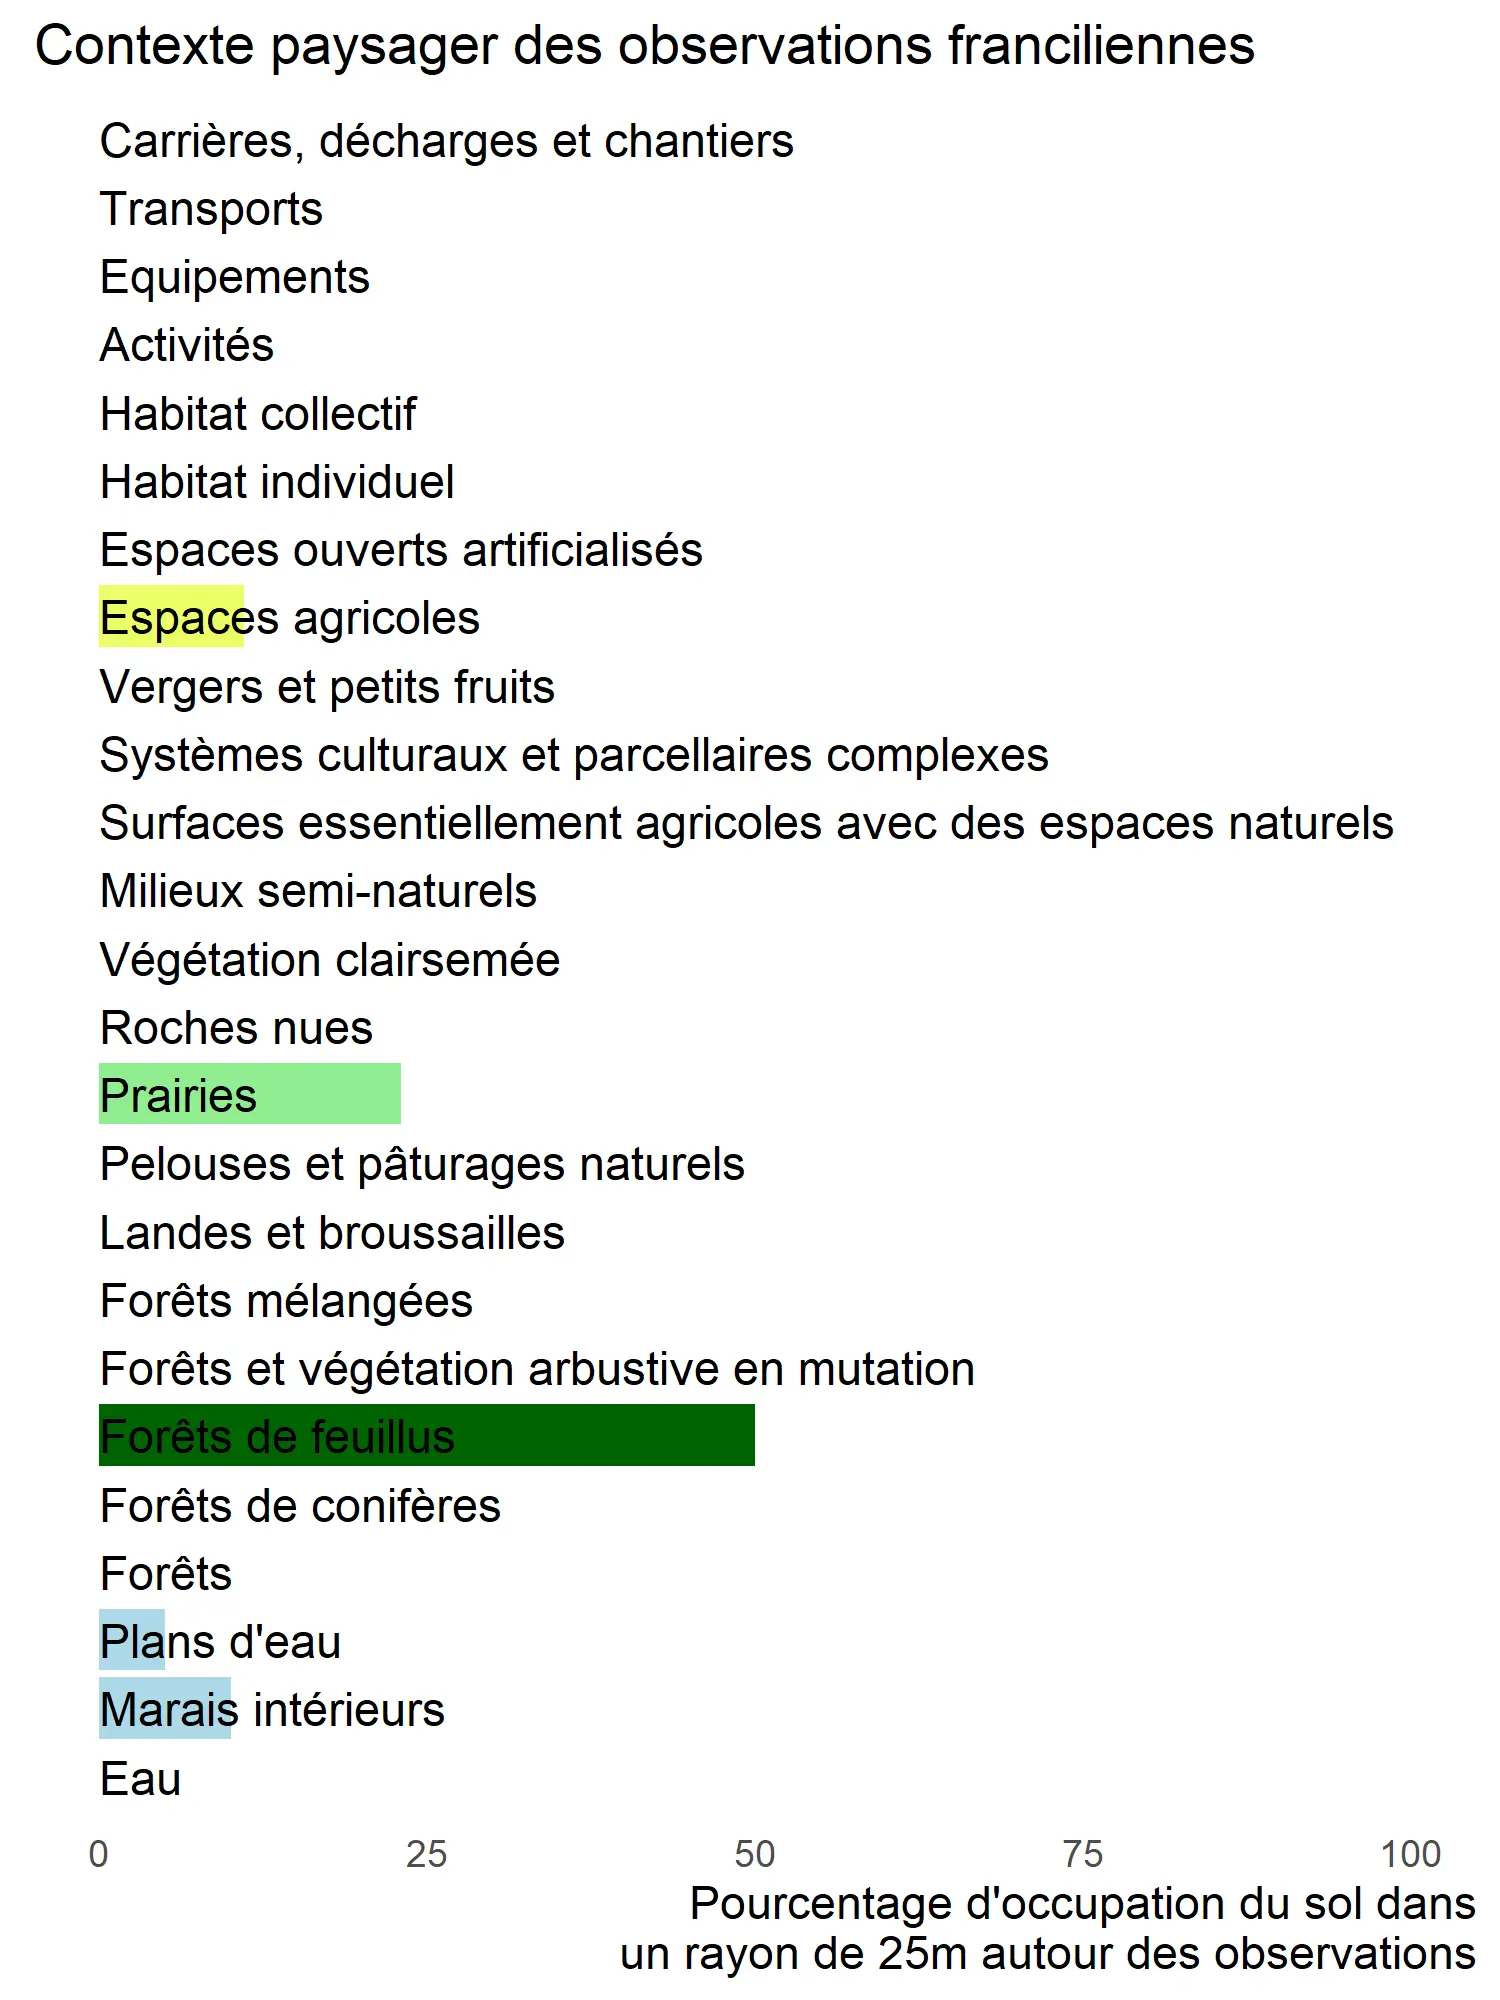 Contexte paysager des observations franciliennes
Carrières, décharges et chantiers
Transports
Equipements
Activités
Habitat collectif
Habitat individuel
Espaces ouverts artificialisés
Espaces agricoles
Vergers et petits fruits
Systèmes culturaux et parcellaires complexes
Surfaces essentiellement agricoles avec des espaces naturels
Milieux semi-naturels
Végétation clairsemée
Roches nues
Prairies
Pelouses et pâturages naturels
Landes et broussailles
Forêts mélangées
Forêts et végétation arbustive en mutation
Forêts de feuillus
Forêts de conifères
Forêts
Plans d'eau
Marais intérieurs
Eau
0 25 50 75 100
Pourcentage d'occupation du sol dans
un rayon de 25m autour des observations